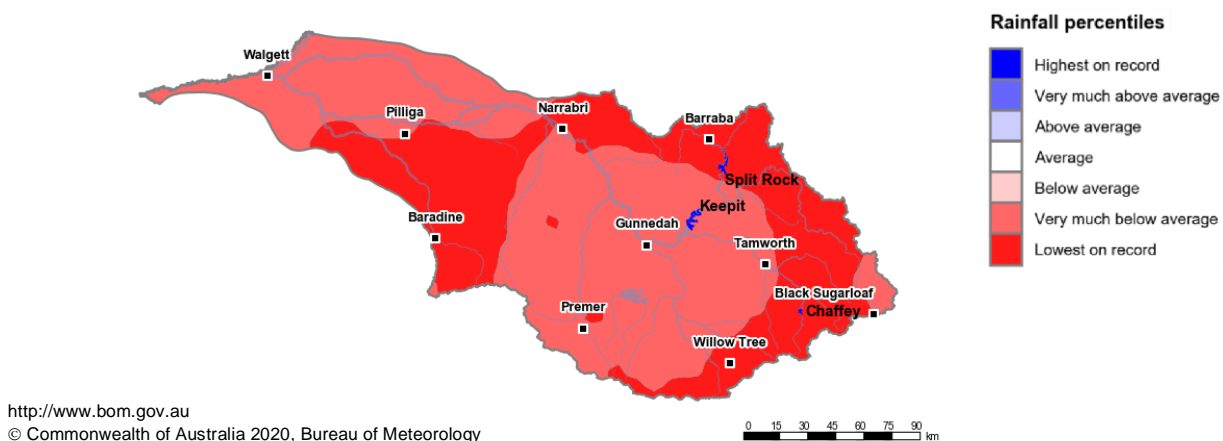 Rainfall percentiles
Highest on record
Very much above average
Above average
Average
Below average
Very much below average
Lowest on record
Walgett
Pilliga
Narrabri
Barraba
Split Rock
Keepit
Baradine
Gunnedah
Tamworth
Black Sugarloaf
Chaffey
Premer
Willow Tree
http://www.bom.gov.au
© Commonwealth of Australia 2020, Bureau of Meteorology
0 15 30 45 60 75 90 km